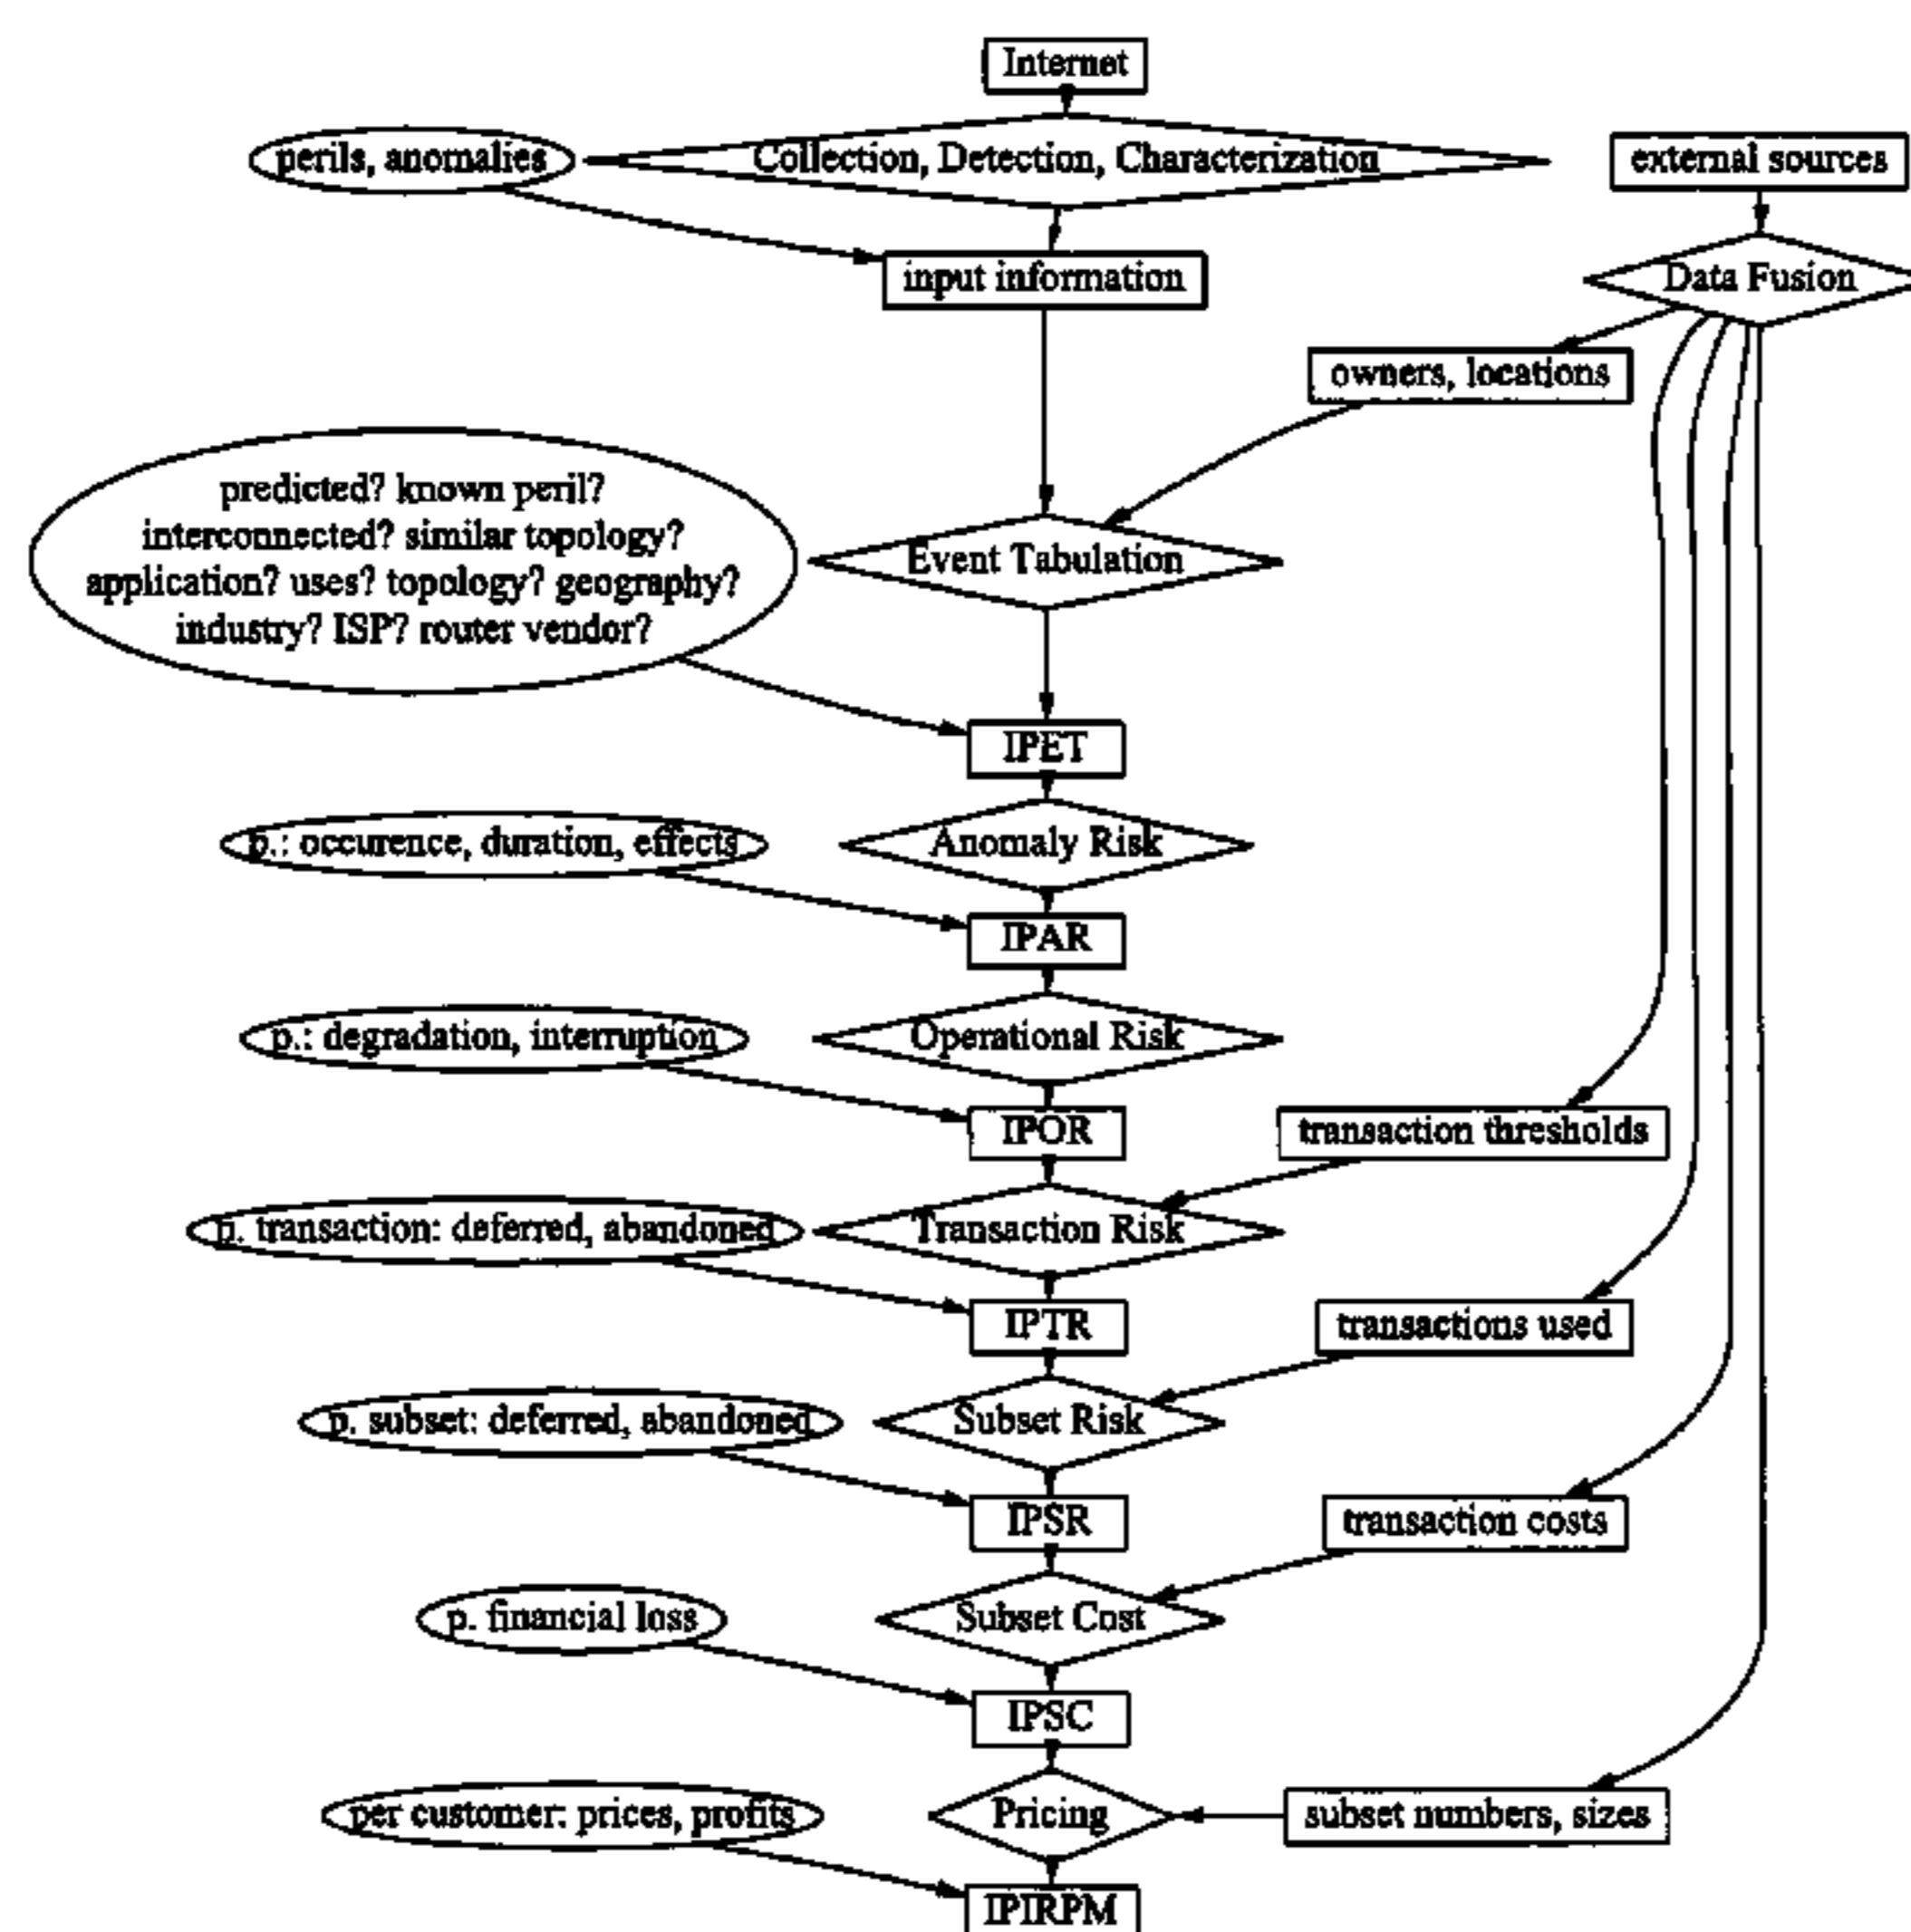 Internet
perils, anomalies
Collection, Detection, Characterization
external sources
input information
Data Fusion
owners, locations
predicted? known peril?
interconnected? similar topology?
application? uses? topology? geography?
industry? ISP? router vendor?
Event Tabulation
IPET
p.: occurence, duration, effects
Anomaly Risk
IPAR
p.: degradation, interruption
Operational Risk
IPOR
transaction thresholds
p. transaction: deferred, abandoned
Transaction Risk
IPTR
transactions used
p. subset: deferred, abandoned
Subset Risk
IPSR
transaction costs
p. financial loss
Subset Cost
IPSC
per customer: prices, profits
Pricing
subset numbers, sizes
IPIRPM